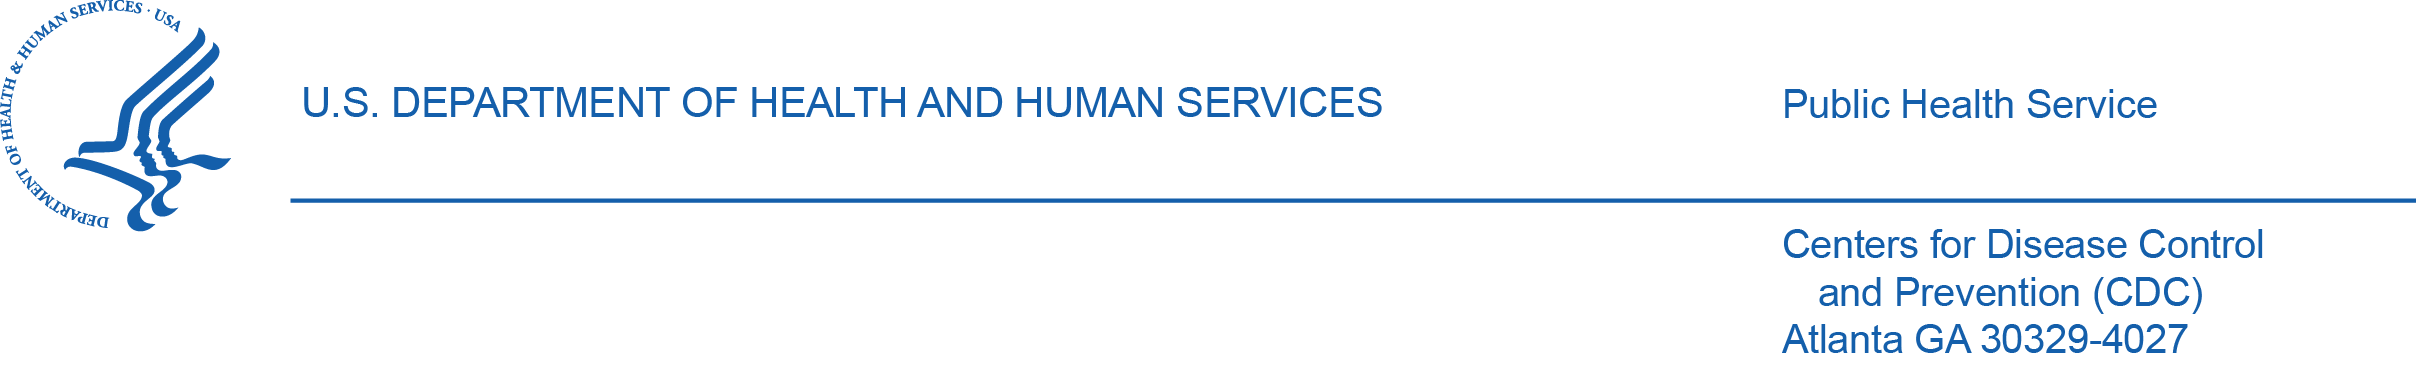 DEPARTMENT OF HEALTH & HUMAN SERVICES · USA
U.S. DEPARTMENT OF HEALTH AND HUMAN SERVICES
Public Health Service
Centers for Disease Control
and Prevention (CDC)
Atlanta GA 30329-4027